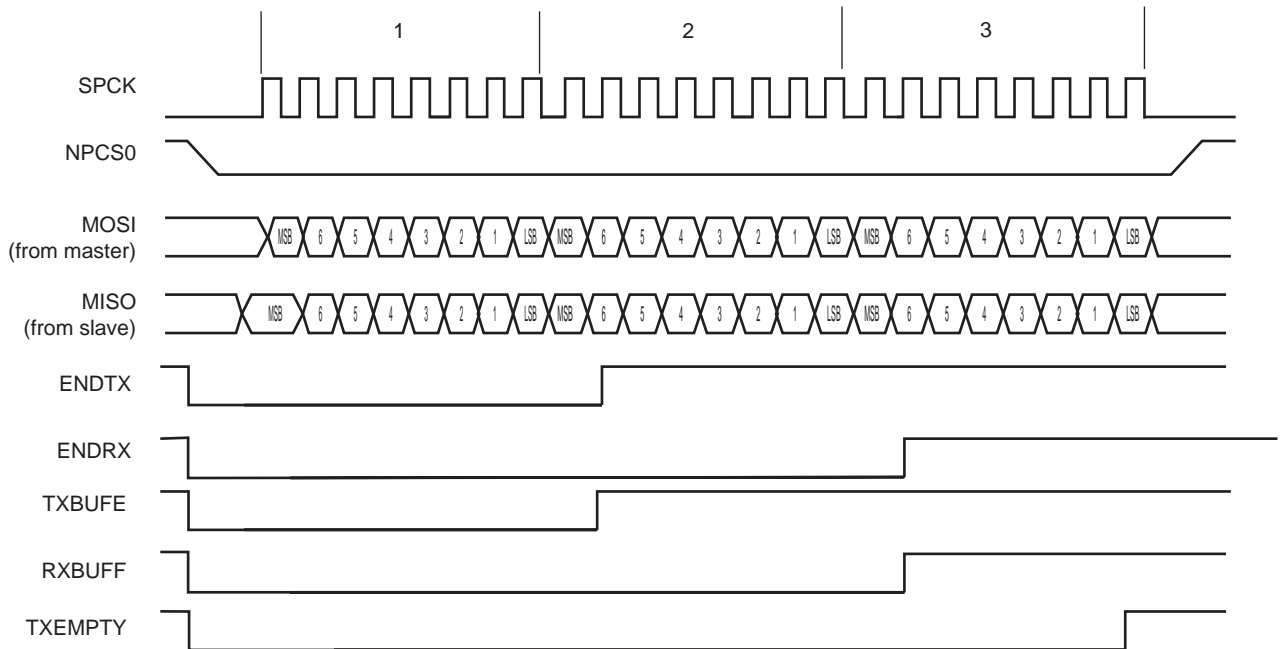 1 2 3
SPCK
NPCS0
MOSI
(from master)
MSB 6 5 4 3 2 1 LSB MSB 6 5 4 3 2 1 LSB MSB 6 5 4 3 2 1 LSB
MISO
(from slave)
MSB 6 5 4 3 2 1 LSB MSB 6 5 4 3 2 1 LSB MSB 6 5 4 3 2 1 LSB
ENDTX
ENDRX
TXBUFE
RXBUFF
TXEMPTY